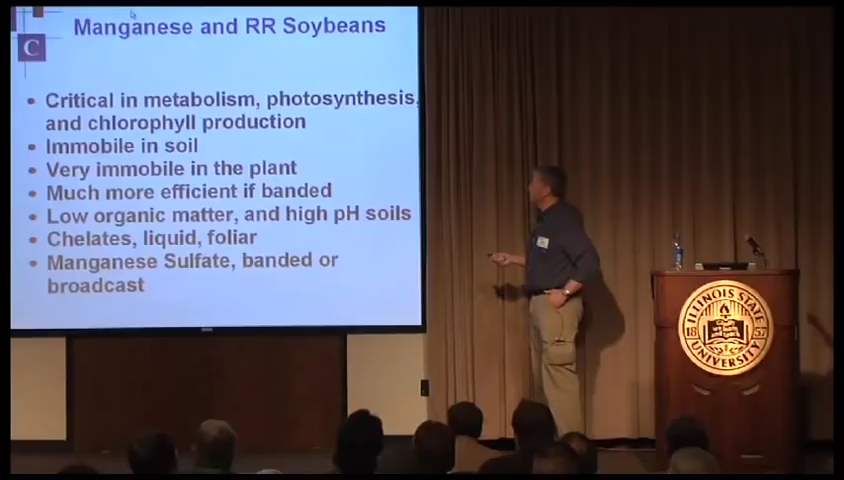 Manganese and RR Soybeans
C
• Critical in metabolism, photosynthesis,
and chlorophyll production
• Immobile in soil
• Very immobile in the plant
• Much more efficient if banded
• Low organic matter, and high pH soils
• Chelates, liquid, foliar
• Manganese Sulfate, banded or
broadcast
ILLINOIS STATE
18 57
UNIVERSITY